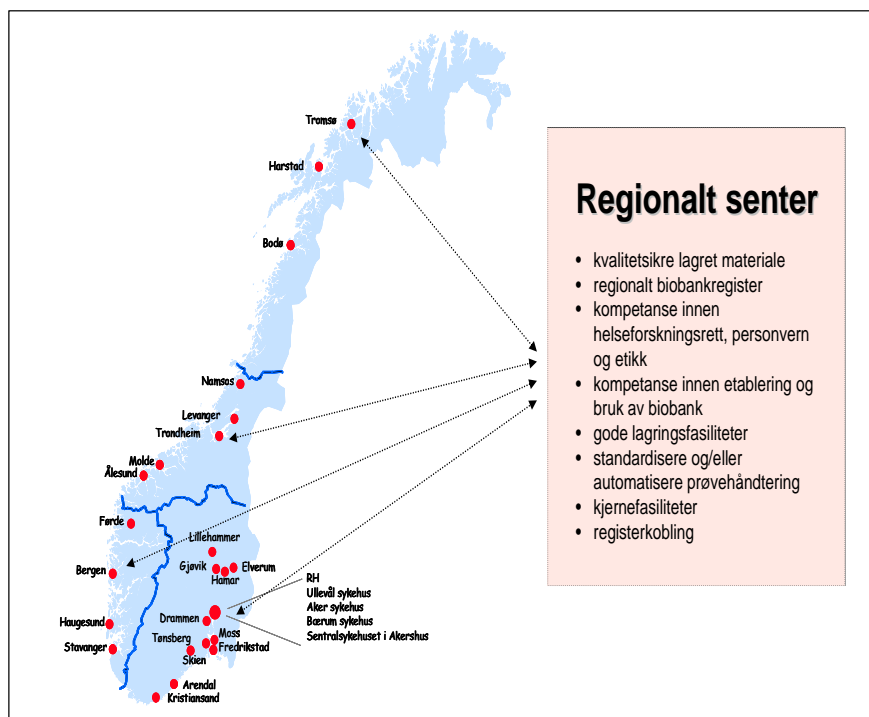 Tromsø
Harstad
Bodø
Namsos
Levanger
Trondheim
Molde
Ålesund
Førde
Lillehammer
Gjøvik
Elverum
Hamar
Bergen
RH
Ullevål sykehus
Aker sykehus
Bærum sykehus
Sentralsykehuset i Akershus
Drammen
Haugesund
Tønsberg
Moss
Fredrikstad
Stavanger
Skien
Arendal
Kristiansand
Regionalt senter
• kvalitetsikre lagret materiale
• regionalt biobankregister
• kompetanse innen
helseforskningsrett, personvern
og etikk
• kompetanse innen etablering og
bruk av biobank
• gode lagringsfasiliteter
• standardisere og/eller
automatisere prøvehåndtering
• kjernefasiliteter
• registerkobling